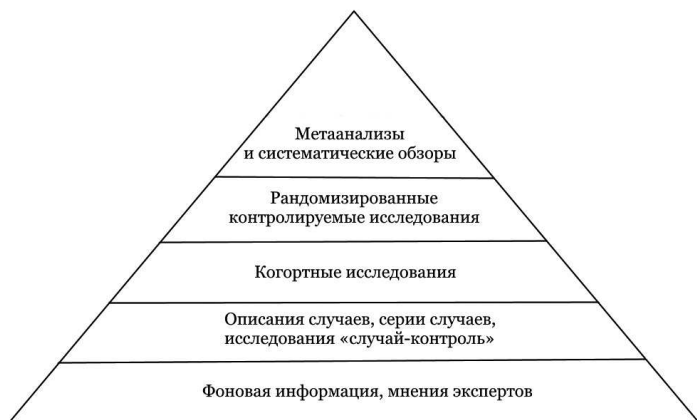 Метаанализы
и систематические обзоры
Рандомизированные
контролируемые исследования
Когортные исследования
Описания случаев, серии случаев,
исследования «случай-контроль»
Фоновая информация, мнения экспертов